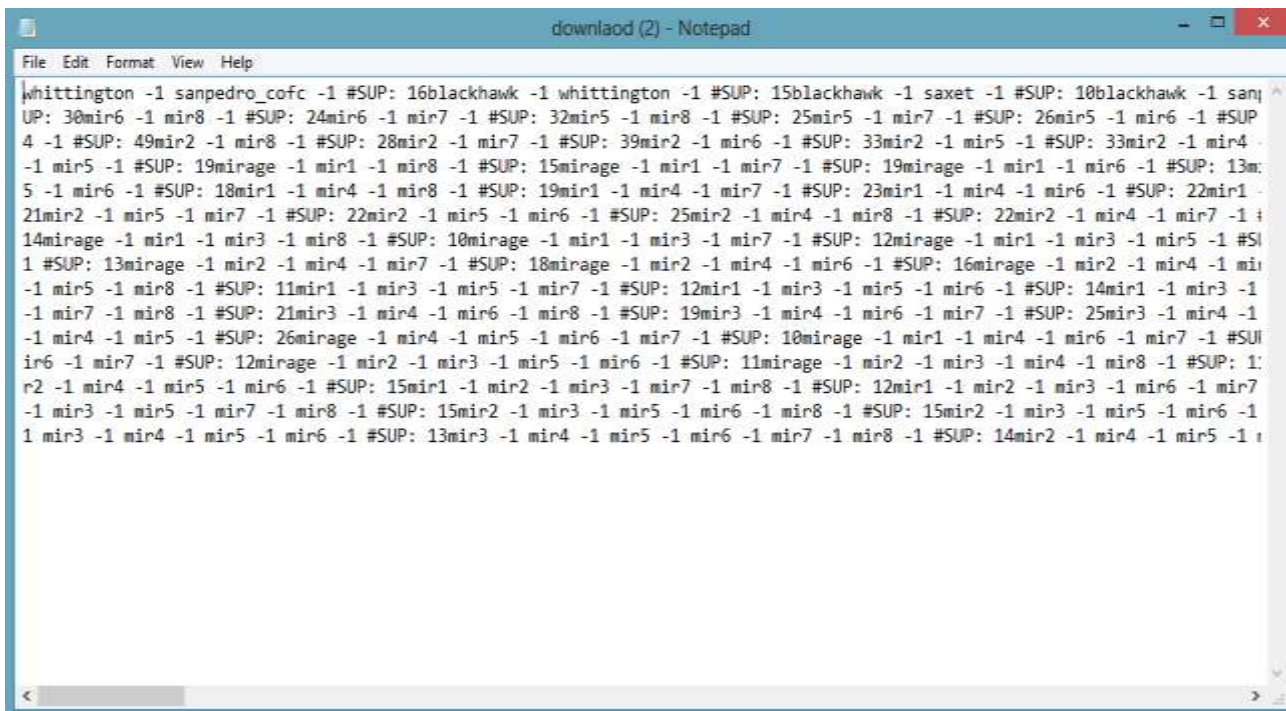 downlaod (2) - Notepad
File Edit Format View Help
whittington -1 sanpedro_cofc -1 #SUP: 16blackhawk -1 whittington -1 #SUP: 15blackhawk -1 saxet -1 #SUP: 10blackhawk -1
UP: 30mir6 -1 mir8 -1 #SUP: 24mir6 -1 mir7 -1 #SUP: 32mir5 -1 mir8 -1 #SUP: 25mir5 -1 mir7 -1 #SUP: 26mir5 -1 mir6 -1 #SUP
4 -1 #SUP: 49mir2 -1 mir8 -1 #SUP: 28mir2 -1 mir7 -1 #SUP: 39mir2 -1 mir6 -1 #SUP: 33mir2 -1 mir5 -1 #SUP: 33mir2 -1 mir4 -
-1 mir5 -1 #SUP: 19mirage -1 mir1 -1 mir8 -1 #SUP: 15mirage -1 mir1 -1 mir7 -1 #SUP: 19mirage -1 mir1 -1 mir6 -1 #SUP:
5 -1 mir6 -1 #SUP: 18mir1 -1 mir4 -1 mir8 -1 #SUP: 19mir1 -1 mir4 -1 mir7 -1 #SUP: 23mir1 -1 mir4 -1 mir6 -1 #SUP: 22mir1 -
21mir2 -1 mir5 -1 mir7 -1 #SUP: 22mir2 -1 mir5 -1 mir6 -1 #SUP: 25mir2 -1 mir4 -1 mir8 -1 #SUP: 22mir2 -1 mir4 -1 mir7 -1
14mirage -1 mir1 -1 mir3 -1 mir8 -1 #SUP: 10mirage -1 mir1 -1 mir3 -1 mir7 -1 #SUP: 12mirage -1 mir1 -1 mir3 -1 mir5 -1
1 #SUP: 13mirage -1 mir2 -1 mir4 -1 mir7 -1 #SUP: 18mirage -1 mir2 -1 mir4 -1 mir6 -1 #SUP: 16mirage -1 mir2 -1 mir4 -1
-1 mir5 -1 mir8 -1 #SUP: 11mir1 -1 mir3 -1 mir5 -1 mir7 -1 #SUP: 12mir1 -1 mir3 -1 mir5 -1 mir6 -1 #SUP: 14mir1 -1 mir3 -1
-1 mir7 -1 mir8 -1 #SUP: 21mir3 -1 mir4 -1 mir6 -1 mir8 -1 #SUP: 19mir3 -1 mir4 -1 mir6 -1 mir7 -1 #SUP: 25mir3 -1 mir4 -1
-1 mir4 -1 mir5 -1 #SUP: 26mirage -1 mir4 -1 mir5 -1 mir6 -1 mir7 -1 #SUP: 10mirage -1 mir1 -1 mir4 -1 mir6 -1 mir7 -1
ir6 -1 mir7 -1 #SUP: 12mirage -1 mir2 -1 mir3 -1 mir5 -1 mir6 -1 #SUP: 11mirage -1 mir2 -1 mir3 -1 mir4 -1 mir8 -1 #SUP:
r2 -1 mir4 -1 mir5 -1 mir6 -1 #SUP: 15mir1 -1 mir2 -1 mir3 -1 mir7 -1 mir8 -1 #SUP: 12mir1 -1 mir2 -1 mir3 -1 mir6 -1 mir7
-1 mir3 -1 mir5 -1 mir7 -1 mir8 -1 #SUP: 15mir2 -1 mir3 -1 mir5 -1 mir6 -1 mir8 -1 #SUP: 15mir2 -1 mir3 -1 mir5 -1 mir6 -1
1 mir3 -1 mir4 -1 mir5 -1 mir6 -1 #SUP: 13mir3 -1 mir4 -1 mir5 -1 mir6 -1 mir7 -1 mir8 -1 #SUP: 14mir2 -1 mir4 -1 mir5 -1